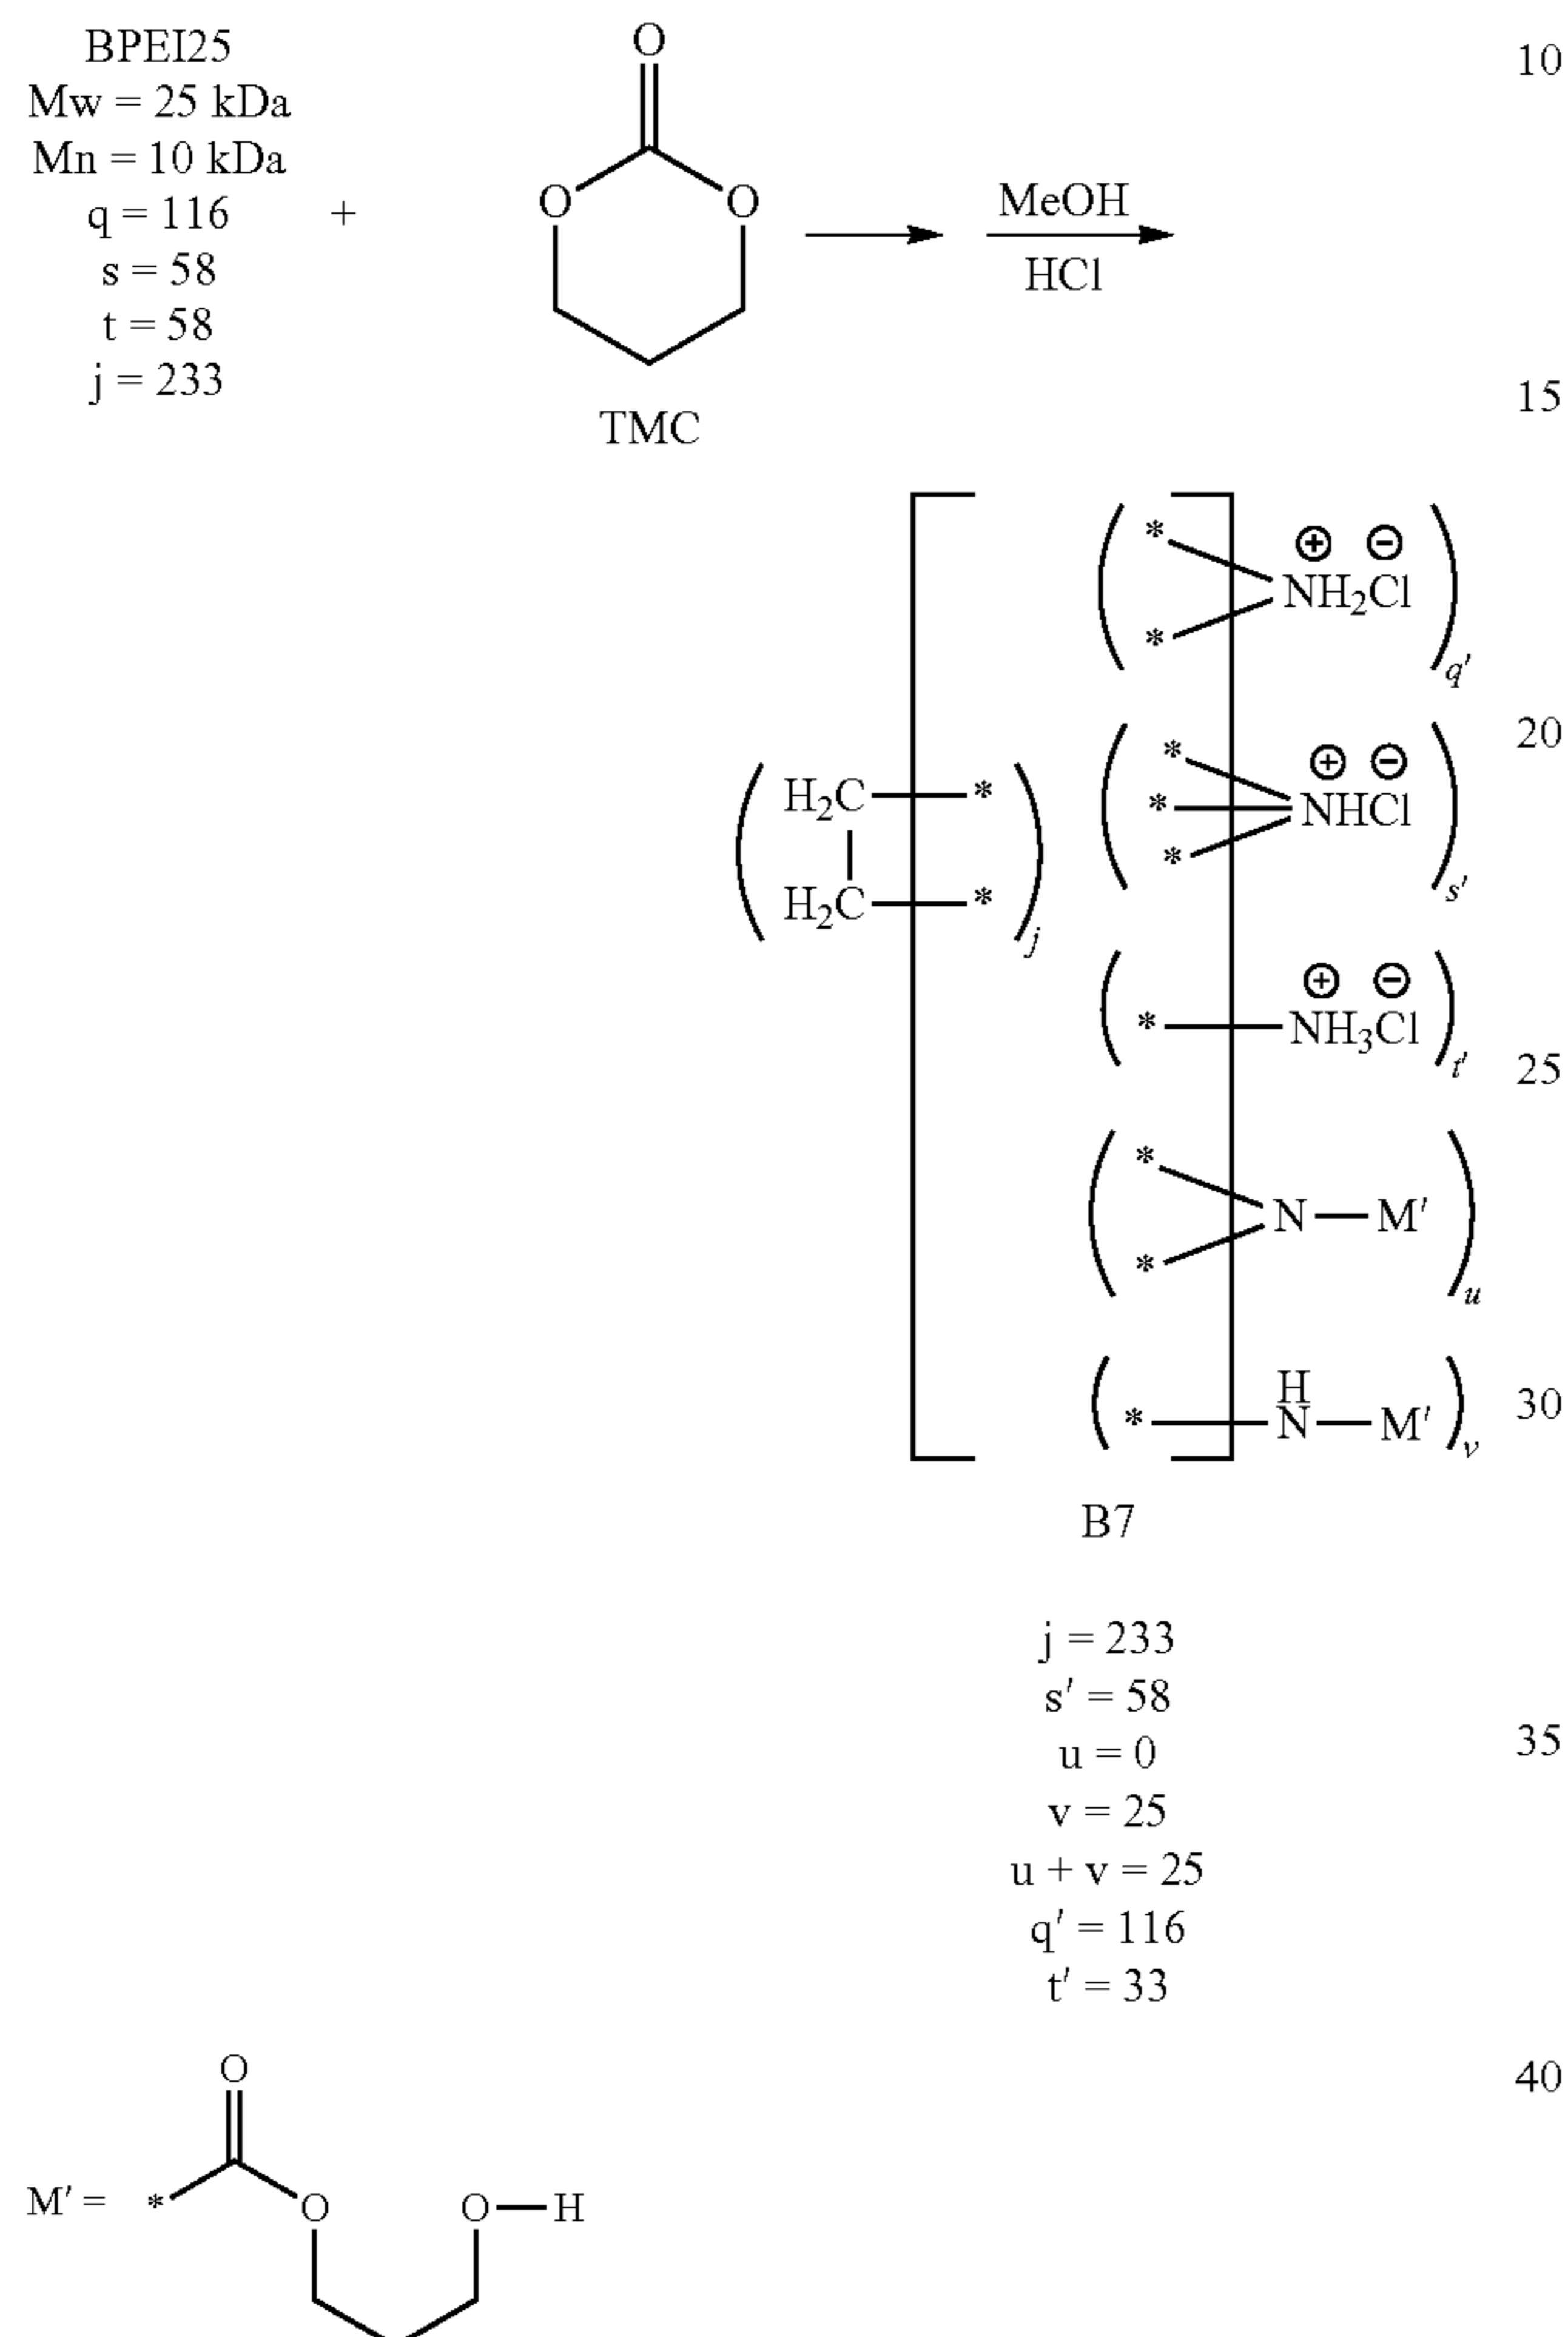 BPEI25
Mw = 25 kDa
Mn = 10 kDa
q = 116
s = 58
t = 58
j = 233
+
O
O O
TMC
MeOH
HCl
10
15
* ⊕ ⊖
NH₂Cl
*
q'
20
* ⊕ ⊖
* NHCl
*
s'
H₂C *
H₂C *
j
⊕ ⊖
* NH₃Cl
t'
25
*
N M'
*
u
H
* N M'
v
30
B7
j = 233
s' = 58
u = 0
35
v = 25
u + v = 25
q' = 116
t' = 33
40
O
M' = * O O H